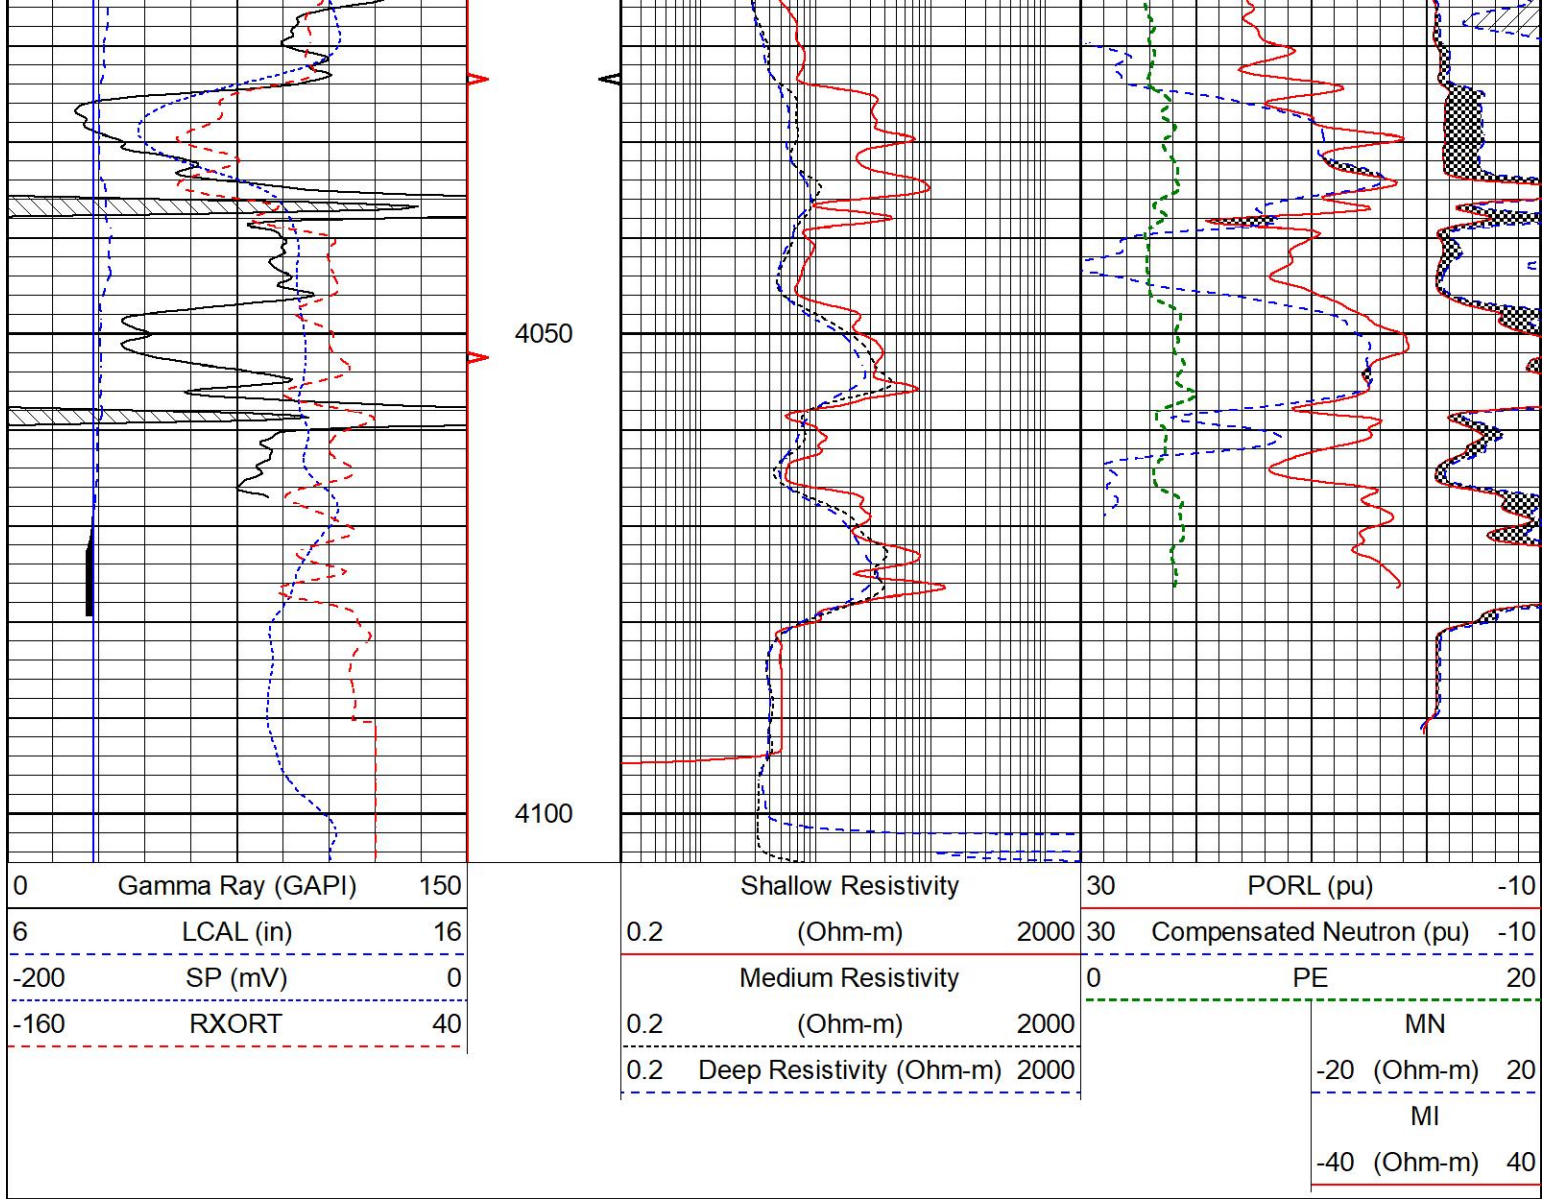 4050
4100
0 Gamma Ray (GAPI) 150
6 LCAL (in) 16
-200 SP (mV) 0
-160 RXORT 40
Shallow Resistivity
0.2 (Ohm-m) 2000
Medium Resistivity
0.2 (Ohm-m) 2000
0.2 Deep Resistivity (Ohm-m) 2000
30 PORL (pu) -10
30 Compensated Neutron (pu) -10
0 PE 20
MN
-20 (Ohm-m) 20
MI
-40 (Ohm-m) 40